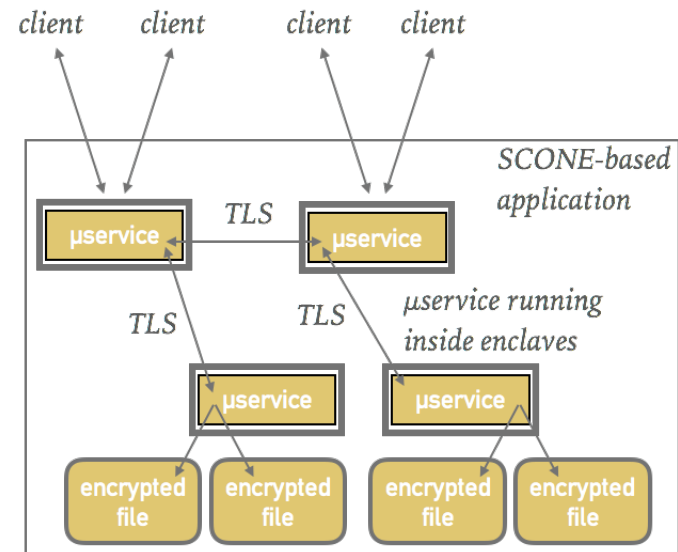 client client client client
SCONE-based
application
TLS
µservice µservice
TLS TLS
µservice running
inside enclaves
µservice µservice
encrypted encrypted encrypted encrypted
file file file file